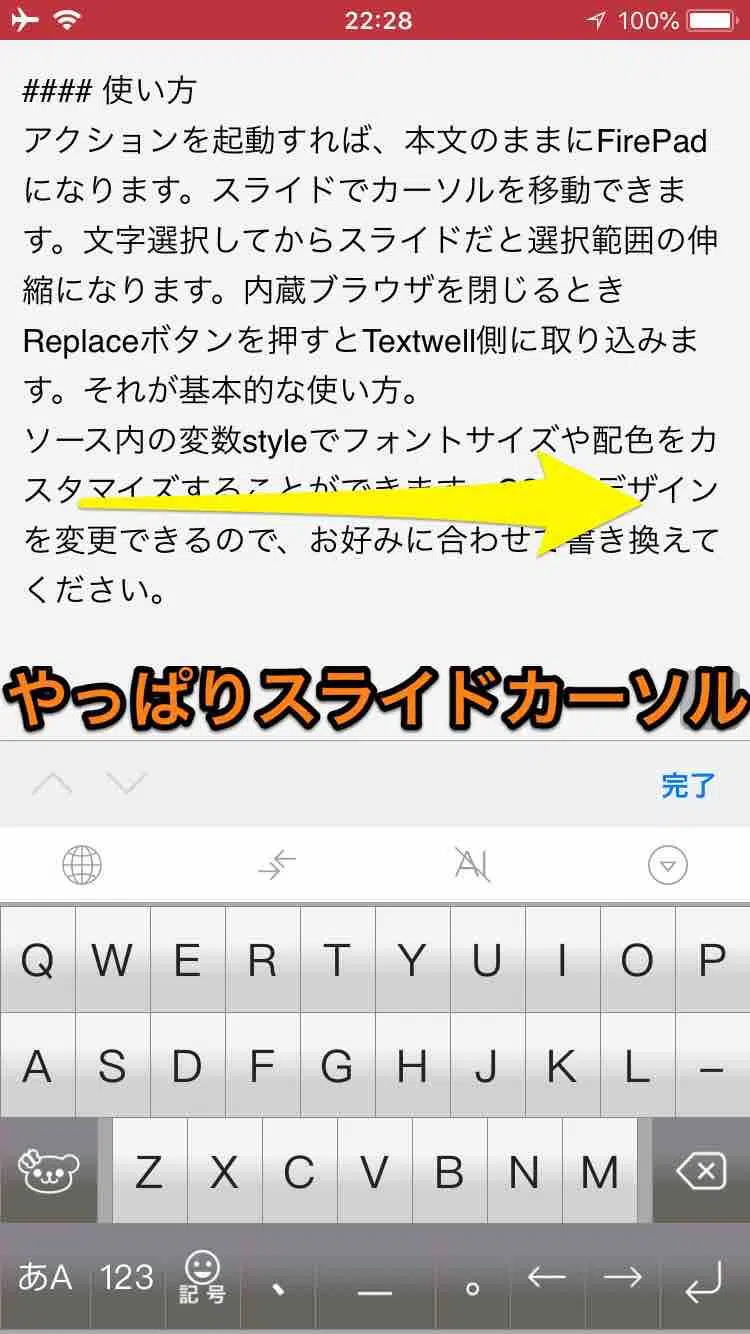 22:28
100%
#### 使い方
アクションを起動すれば、本文のままにFirePad
になります。スライドでカーソルを移動できま
す。文字選択してからスライドだと選択範囲の伸
縮になります。内蔵ブラウザを閉じるとき
Replaceボタンを押すとTextwell側に取り込みま
す。それが基本的な使い方。
ソース内の変数styleでフォントサイズや配色をカ
スタマイズすることができます。 デザイン
を変更できるので、お好みに合わせて書き換えて
ください。
やっぱりスライドカーソル
完了
Q W E R T Y U I O P
A S D F G H J K L –
Z X C V B N M
あA 123 記号 、 — 。 ← →